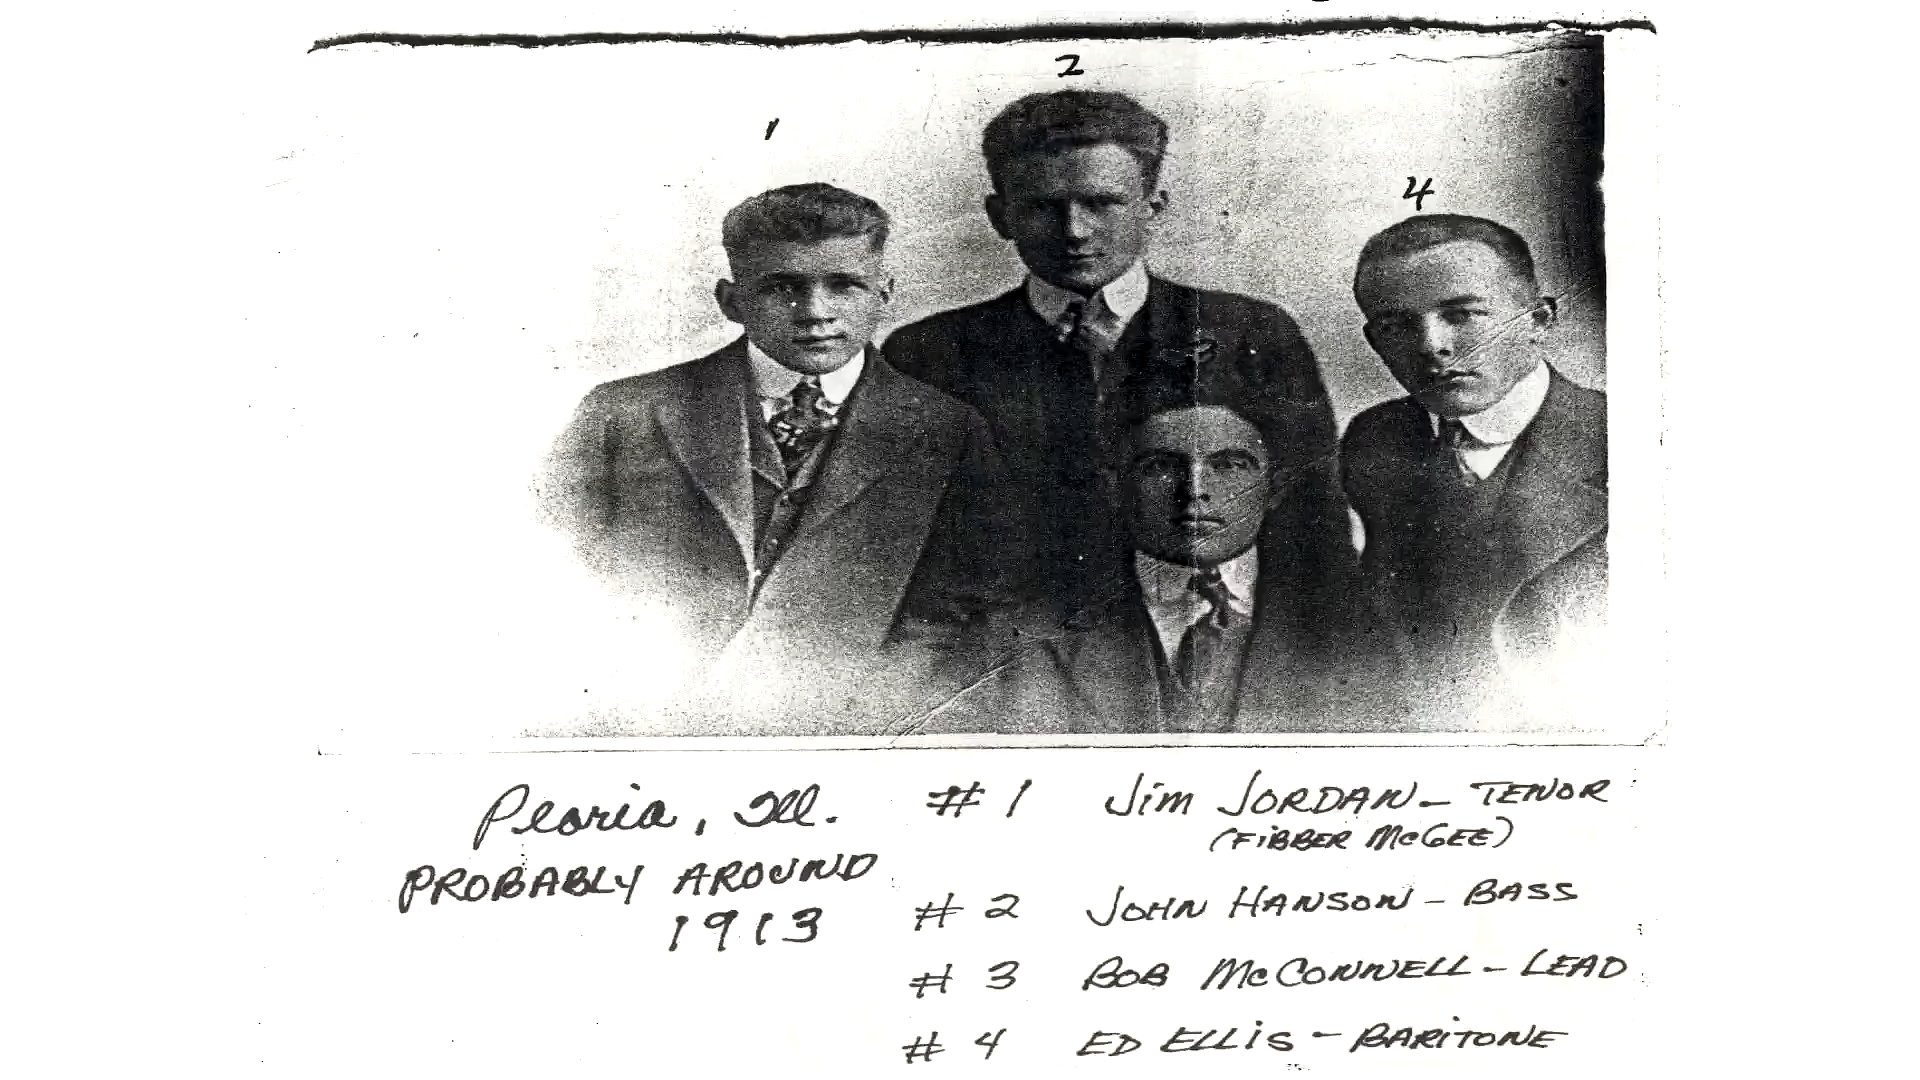 2
1
4
Peoria, Ill.
PROBABLY AROUND
1913
# 1 Jim JORDAN - TENOR
(FiBBER McGEE)
# 2 JOHN HANSON - BASS
# 3 BOB McCONNELL - LEAD
# 4 ED ELLiS - BARiTONE